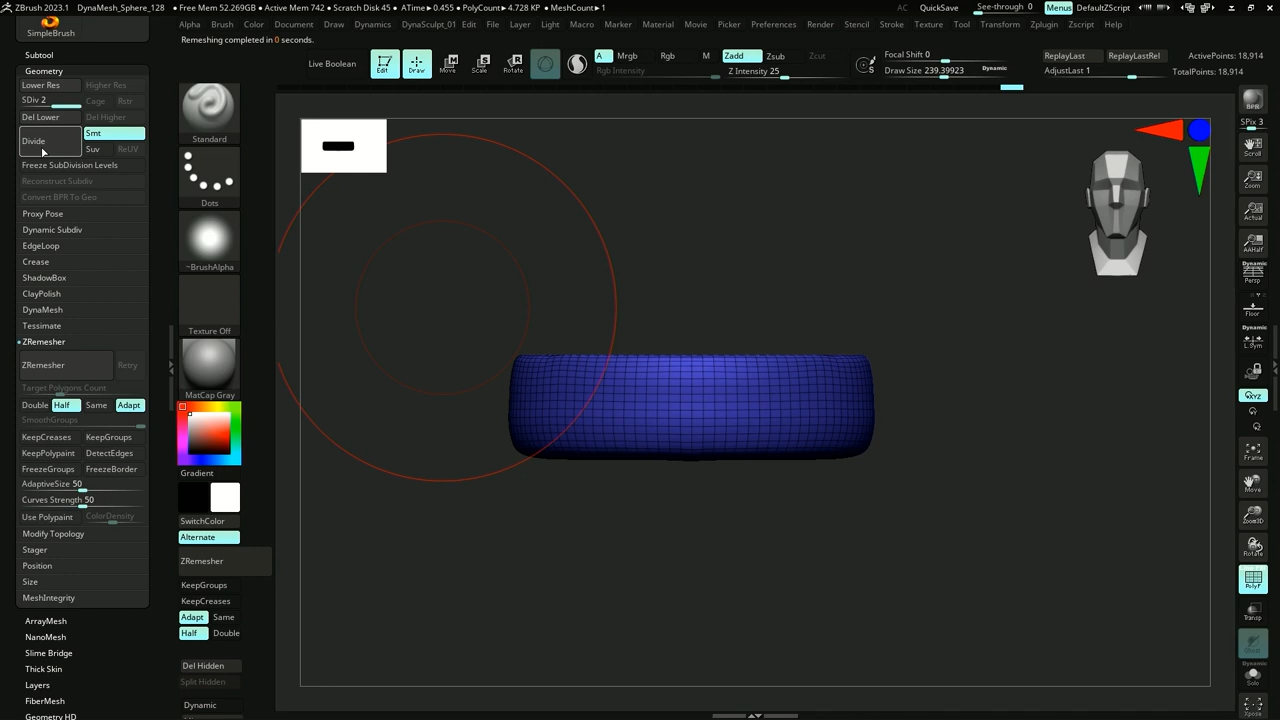 ZBrush 2023.1
DynaMesh_Sphere_128
• Free Mem 52.269GB • Active Mem 742 • Scratch Disk 45 • ATime►0.455 • PolyCount►4.728 KP • MeshCount►1
AC
QuickSave
See-through 0
Menus
DefaultZScript
Alpha Brush Color Document Draw Dynamics DynaSculpt_01 Edit File Layer Light Macro Marker Material Movie Picker Preferences Render Stencil Stroke Texture Tool Transform Zplugin Zscript Help
Remeshing completed in 0 seconds.
SimpleBrush
Subtool
Geometry
Lower Res Higher Res
SDiv 2 Cage Rstr
Del Lower Del Higher
Divide
Smt
Suv ReUV
Freeze SubDivision Levels
Reconstruct Subdiv
Convert BPR To Geo
Proxy Pose
Dynamic Subdiv
EdgeLoop
Crease
ShadowBox
ClayPolish
DynaMesh
Tessimate
ZRemesher
ZRemesher Retry
Target Polygons Count
Double Half Same Adapt
SmoothGroups
KeepCreases KeepGroups
KeepPolypaint DetectEdges
FreezeGroups FreezeBorder
AdaptiveSize 50
Curves Strength 50
Use Polypaint ColorDensity
Modify Topology
Stager
Position
Size
MeshIntegrity
ArrayMesh
NanoMesh
Slime Bridge
Thick Skin
Layers
FiberMesh
Geometry HD
Live Boolean
Edit
Draw
Move
Scale
Rotate
A Mrgb Rgb M
Rgb Intensity
Zadd Zsub Zcut
Z Intensity 25
S
Focal Shift 0
Draw Size 239.39923
Dynamic
ReplayLast ReplayLastRel
AdjustLast 1
ActivePoints: 18,914
TotalPoints: 18,914
Standard
Dots
~BrushAlpha
Texture Off
MatCap Gray
Gradient
SwitchColor
Alternate
ZRemesher
KeepGroups
KeepCreases
Adapt Same
Half Double
Del Hidden
Split Hidden
Dynamic
BPR
SPix 3
Scroll
Zoom
Actual
AAHalf
Dynamic
Persp
Floor
Dynamic
L.Sym
Qxyz
Frame
Move
Zoom3D
Rotate
PolyF
Transp
Ghost
Dynamic
Solo
Xpose